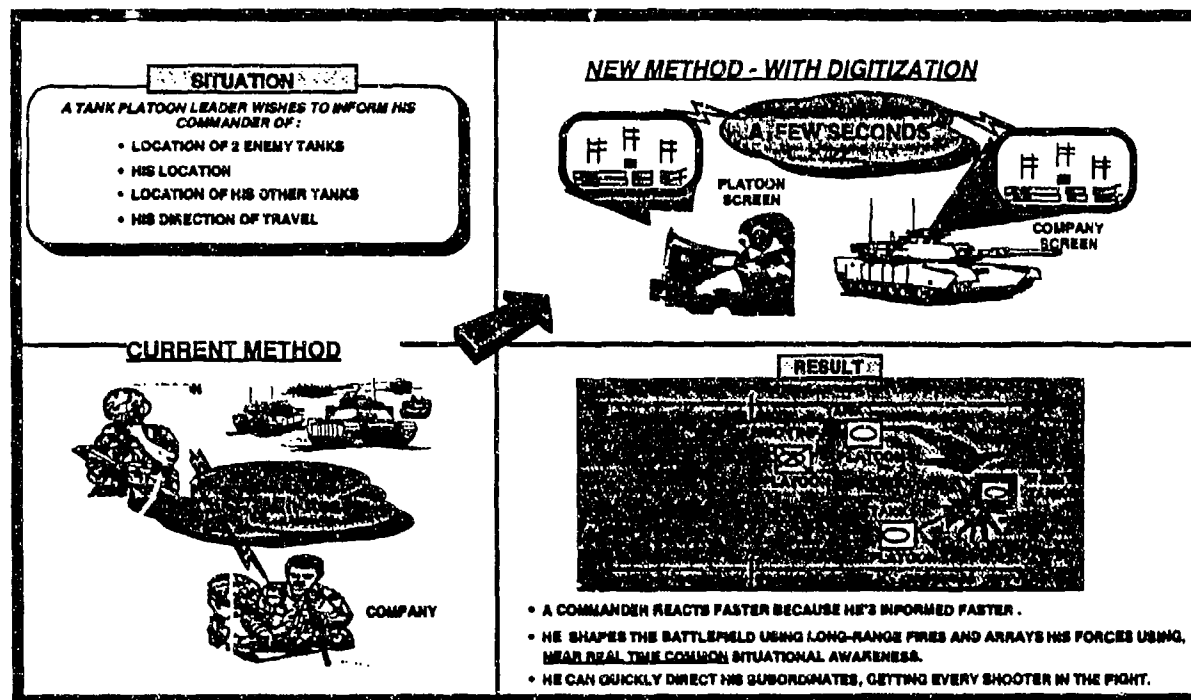 SITUATION
A TANK PLATOON LEADER WISHES TO INFORM HIS
COMMANDER OF :
• LOCATION OF 2 ENEMY TANKS
• HIS LOCATION
• LOCATION OF HIS OTHER TANKS
• HIS DIRECTION OF TRAVEL
NEW METHOD - WITH DIGITIZATION
A FEW SECONDS
PLATOON
SCREEN
COMPANY
SCREEN
CURRENT METHOD
COMPANY
RESULT
TANK
PLATOON
PLATOON
TANK
• A COMMANDER REACTS FASTER BECAUSE HE'S INFORMED FASTER .
• HE SHAPES THE BATTLEFIELD USING LONG-RANGE FIRES AND ARRAYS HIS FORCES USING,
NEAR REAL TIME COMMON SITUATIONAL AWARENESS.
• HE CAN QUICKLY DIRECT HIS SUBORDINATES, GETTING EVERY SHOOTER IN THE FIGHT.